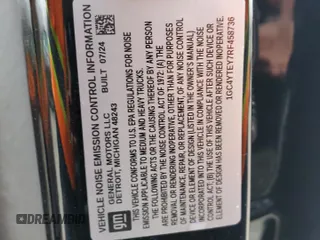 VEHICLE NOISE EMISSION CONTROL INFORMATION
BUILT 07/24
gm
GENERAL MOTORS LLC
DETROIT, MICHIGAN 48243
THIS VEHICLE CONFORMS TO U.S. EPA REGULATIONS FOR NOISE
EMISSION APPLICABLE TO MEDIUM AND HEAVY TRUCKS.
THE FOLLOWING ACTS OR THE CAUSING THEREOF BY ANY PERSON
ARE PROHIBITED BY THE NOISE CONTROL ACT OF 1972: (A) THE
REMOVAL OR RENDERING INOPERATIVE, OTHER THAN FOR PURPOSES
OF MAINTENANCE, REPAIR, OR REPLACEMENT, OF ANY NOISE CONTROL
DEVICE OR ELEMENT OF DESIGN (LISTED IN THE OWNER'S MANUAL)
INCORPORATED INTO THIS VEHICLE IN COMPLIANCE WITH THE NOISE
CONTROL ACT; (B) THE USE OF THIS VEHICLE AFTER SUCH DEVICE OR
ELEMENT OF DESIGN HAS BEEN REMOVED OR RENDERED INOPERATIVE.
1GC4YTEY7RF458736
DREAMBID